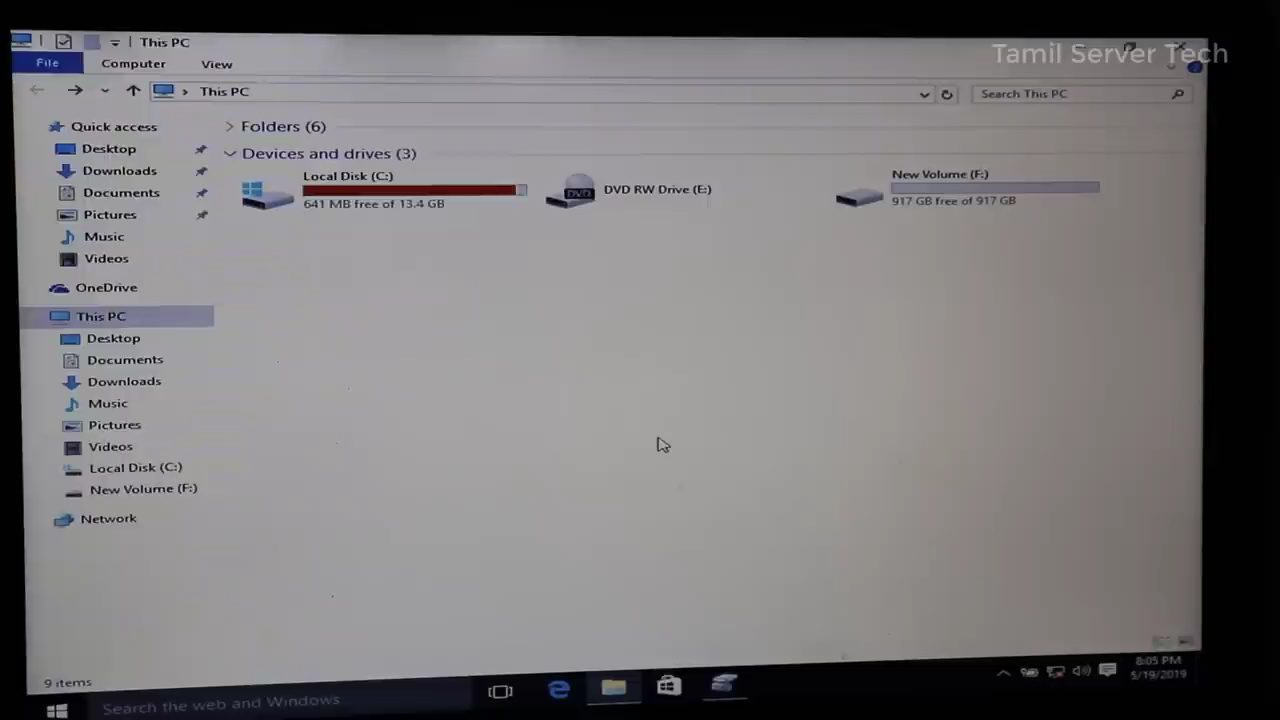 This PC
Tamil Server Tech
File
Computer
View
This PC
Search This PC
Quick access
Desktop
Downloads
Documents
Pictures
Music
Videos
OneDrive
This PC
Desktop
Documents
Downloads
Music
Pictures
Videos
Local Disk (C:)
New Volume (F:)
Network
Folders (6)
Devices and drives (3)
Local Disk (C:)
641 MB free of 13.4 GB
DVD
DVD RW Drive (E:)
New Volume (F:)
917 GB free of 917 GB
9 items
Search the web and Windows
8:05 PM
5/19/2019